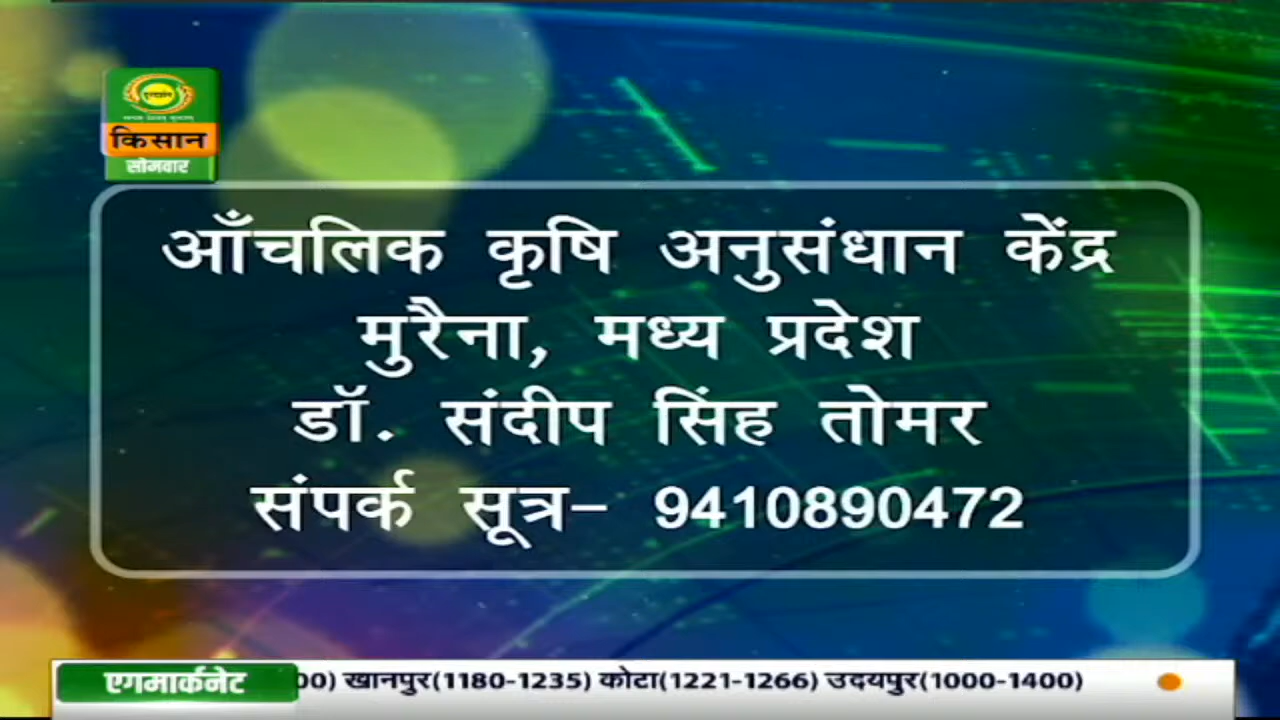 किसान
सोमवार
आँचलिक कृषि अनुसंधान केंद्र
मुरैना, मध्य प्रदेश
डॉ. संदीप सिंह तोमर
संपर्क सूत्र– 9410890472
एगमार्कनेट 00) खानपुर(1180-1235) कोटा(1221-1266) उदयपुर(1000-1400)